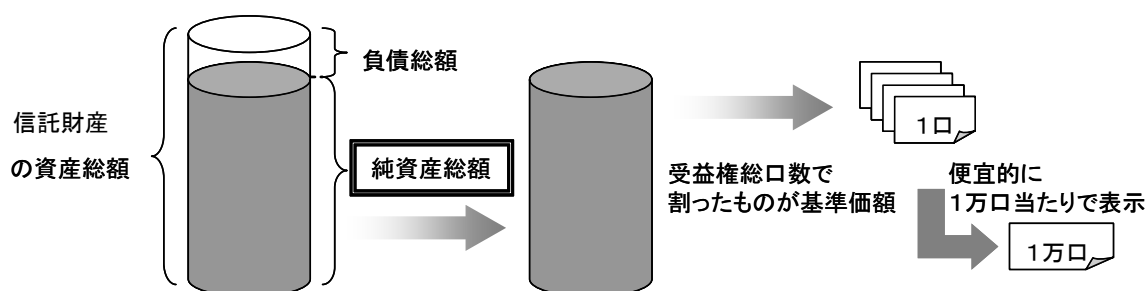 負債総額
信託財産
の資産総額
純資産総額
1口
受益権総口数で
割ったものが基準価額
便宜的に
1万口当たりで表示
1万口